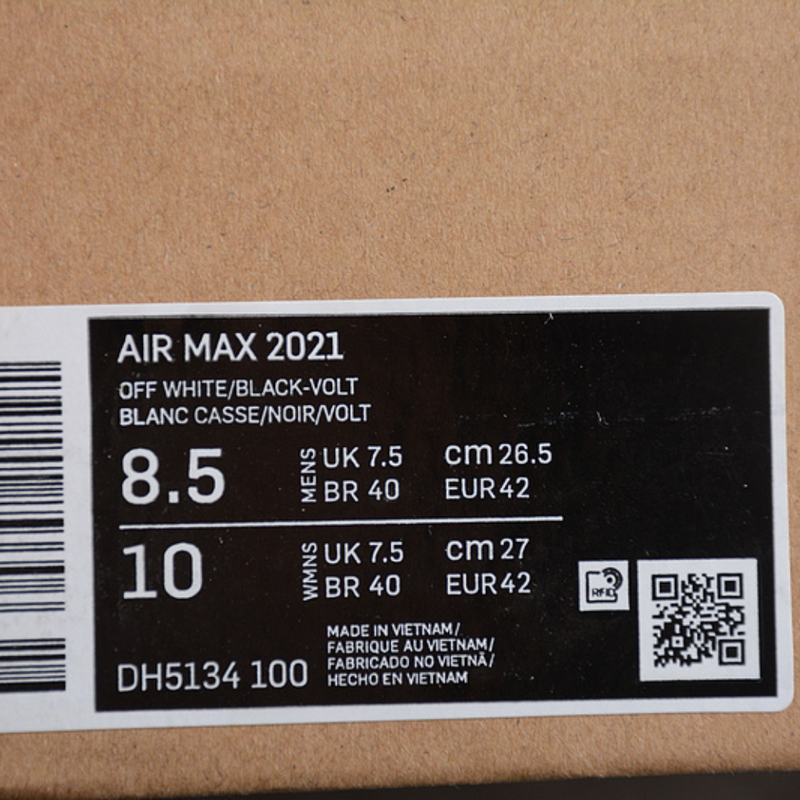 AIR MAX 2021
OFF WHITE/BLACK-VOLT
BLANC CASSE/NOIR/VOLT
8.5 MENS UK 7.5 cm 26.5
BR 40 EUR 42
10 WMNS UK 7.5 cm 27
BR 40 EUR 42
RFID
MADE IN VIETNAM/
FABRIQUE AU VIETNAM/
FABRICADO NO VIETNÃ/
HECHO EN VIETNAM
DH5134 100